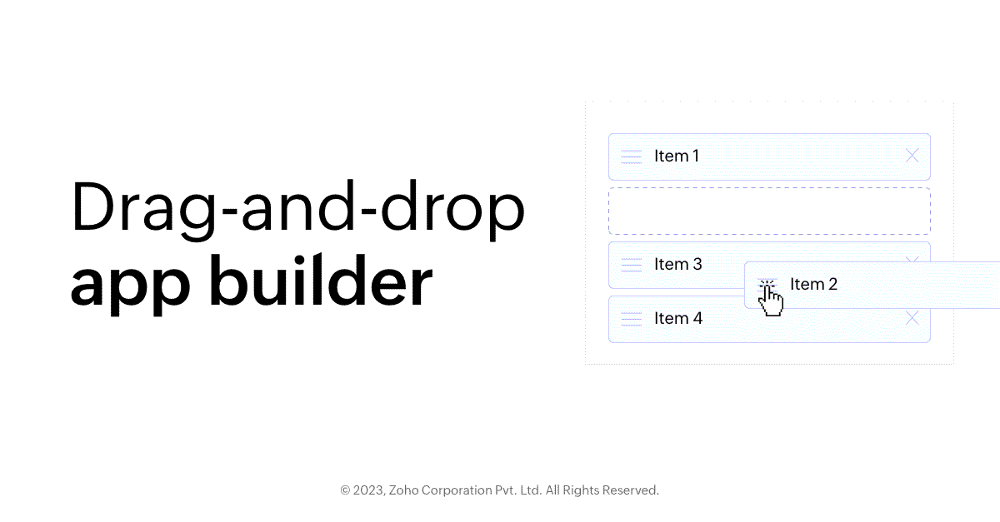 Drag-and-drop
app builder
Item 1
Item 3
Item 2
Item 4
© 2023, Zoho Corporation Pvt. Ltd. All Rights Reserved.